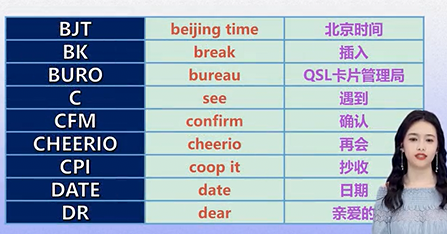 BJT beijing time 北京时间
BK break 插入
BURO bureau QSL卡片管理局
C see 遇到
CFM confirm 确认
CHEERIO cheerio 再会
CPI coop it 抄收
DATE date 日期
DR dear 亲爱的